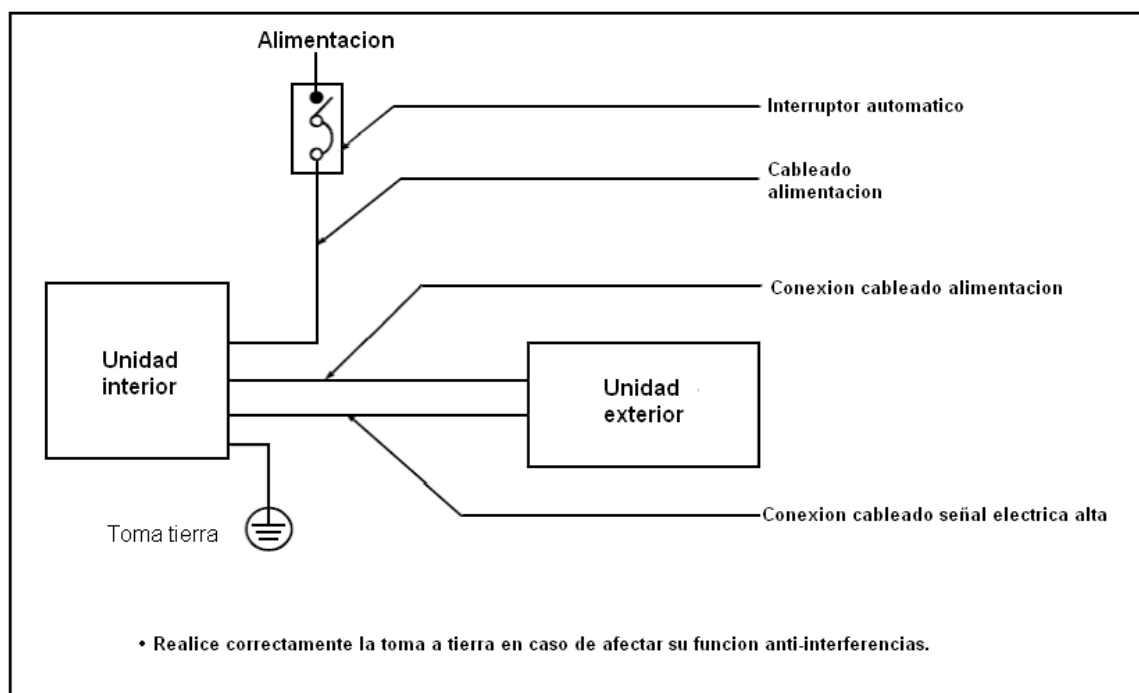 Alimentacion
Interruptor automatico
Cableado
alimentacion
Conexion cableado alimentacion
Unidad
interior
Unidad
exterior
Conexion cableado señal electrica alta
Toma tierra
• Realice correctamente la toma a tierra en caso de afectar su funcion anti-interferencias.